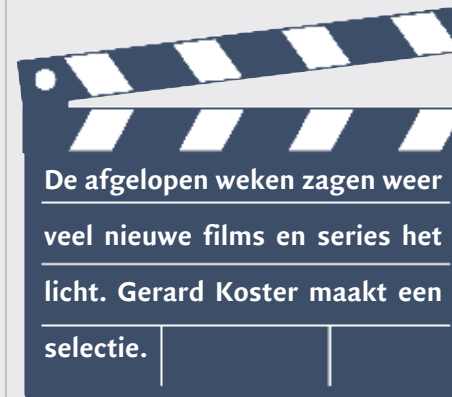 De afgelopen weken zagen weer
veel nieuwe films en series het
licht. Gerard Koster maakt een
selectie.